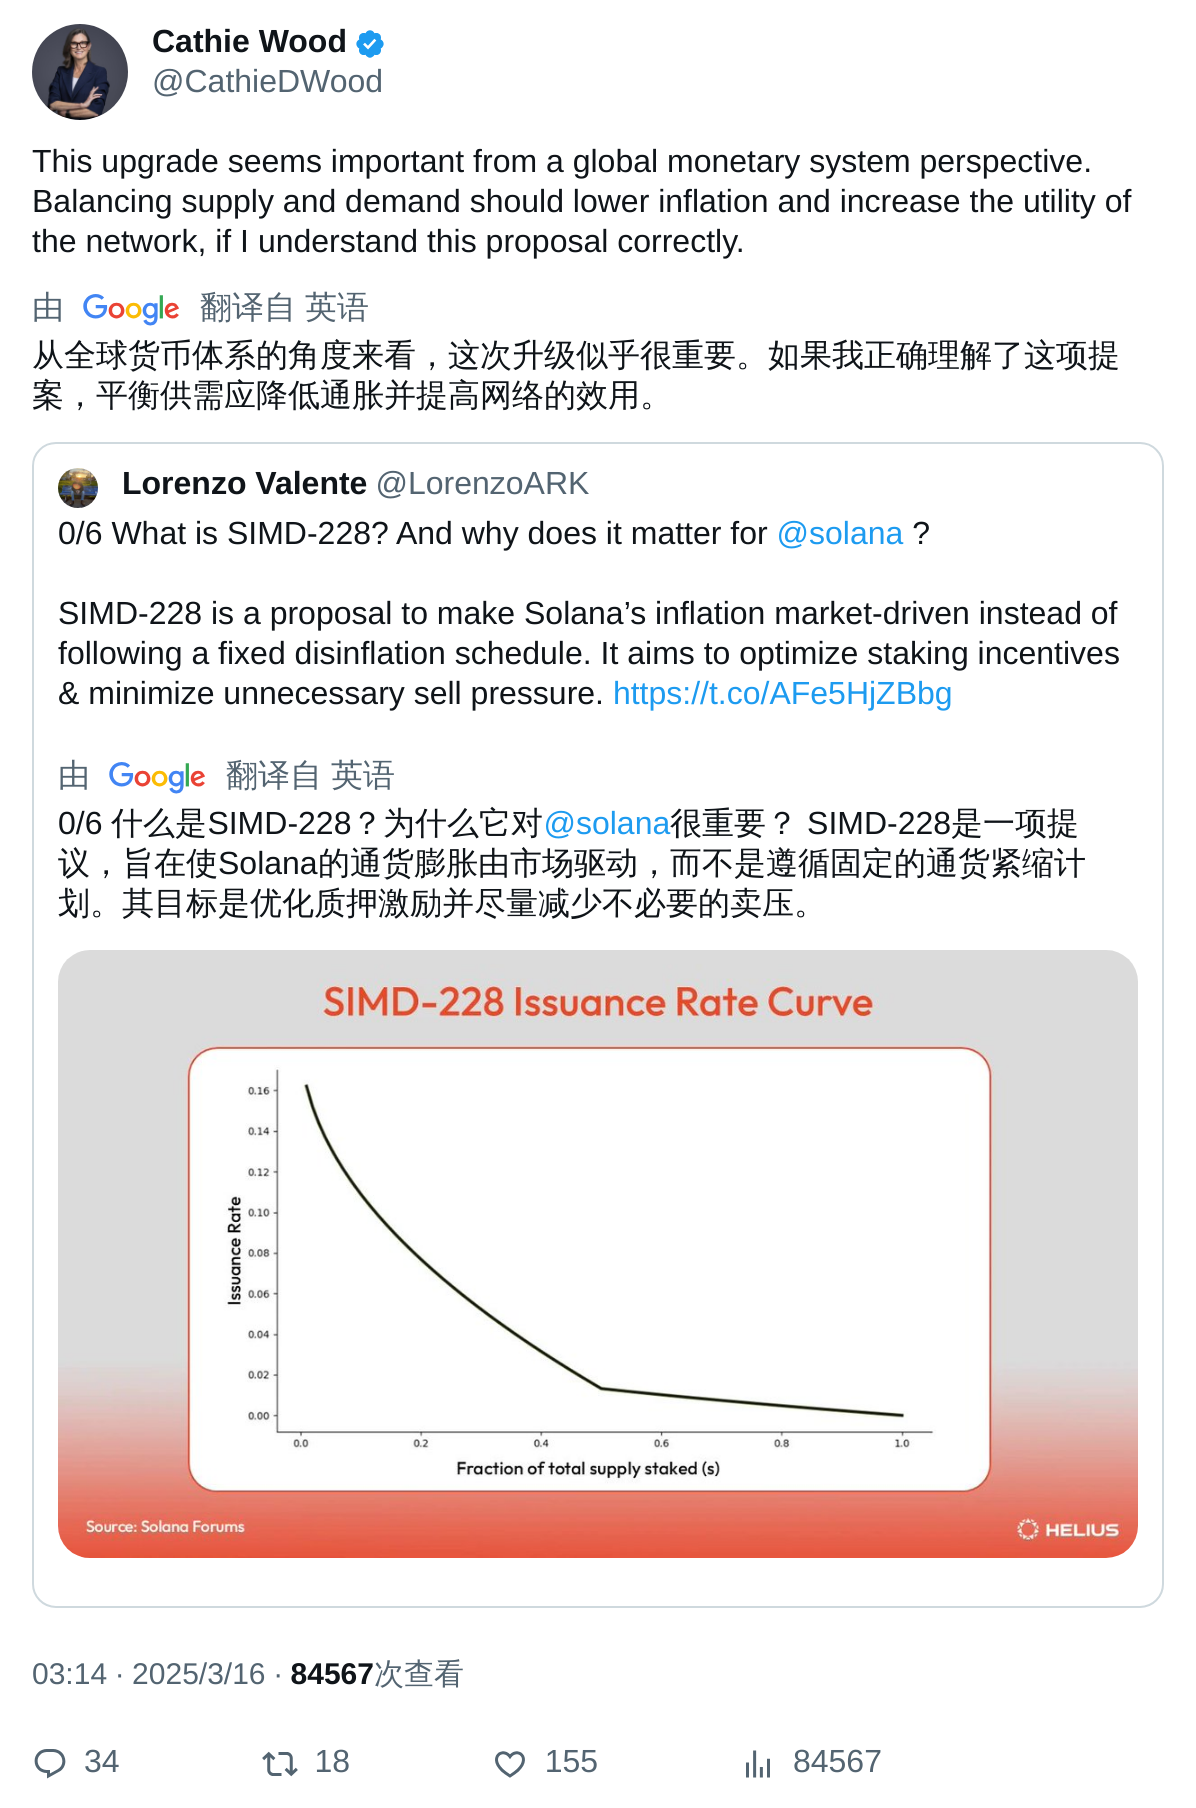 Cathie Wood
@CathieDWood
This upgrade seems important from a global monetary system perspective.
Balancing supply and demand should lower inflation and increase the utility of
the network, if I understand this proposal correctly.
由 Google 翻译自 英语
从全球货币体系的角度来看，这次升级似乎很重要。如果我正确理解了这项提
案，平衡供需应降低通胀并提高网络的效用。
Lorenzo Valente @LorenzoARK
0/6 What is SIMD-228? And why does it matter for @solana ?
SIMD-228 is a proposal to make Solana’s inflation market-driven instead of
following a fixed disinflation schedule. It aims to optimize staking incentives
& minimize unnecessary sell pressure. https://t.co/AFe5HjZBbg
由 Google 翻译自 英语
0/6 什么是SIMD-228？为什么它对@solana很重要？ SIMD-228是一项提
议，旨在使Solana的通货膨胀由市场驱动，而不是遵循固定的通货紧缩计
划。其目标是优化质押激励并尽量减少不必要的卖压。
SIMD-228 Issuance Rate Curve
Issuance Rate
0.16
0.14
0.12
0.10
0.08
0.06
0.04
0.02
0.00
0.0 0.2 0.4 0.6 0.8 1.0
Fraction of total supply staked (s)
Source: Solana Forums
HELIUS
03:14 · 2025/3/16 · 84567次查看
34 18 155 84567